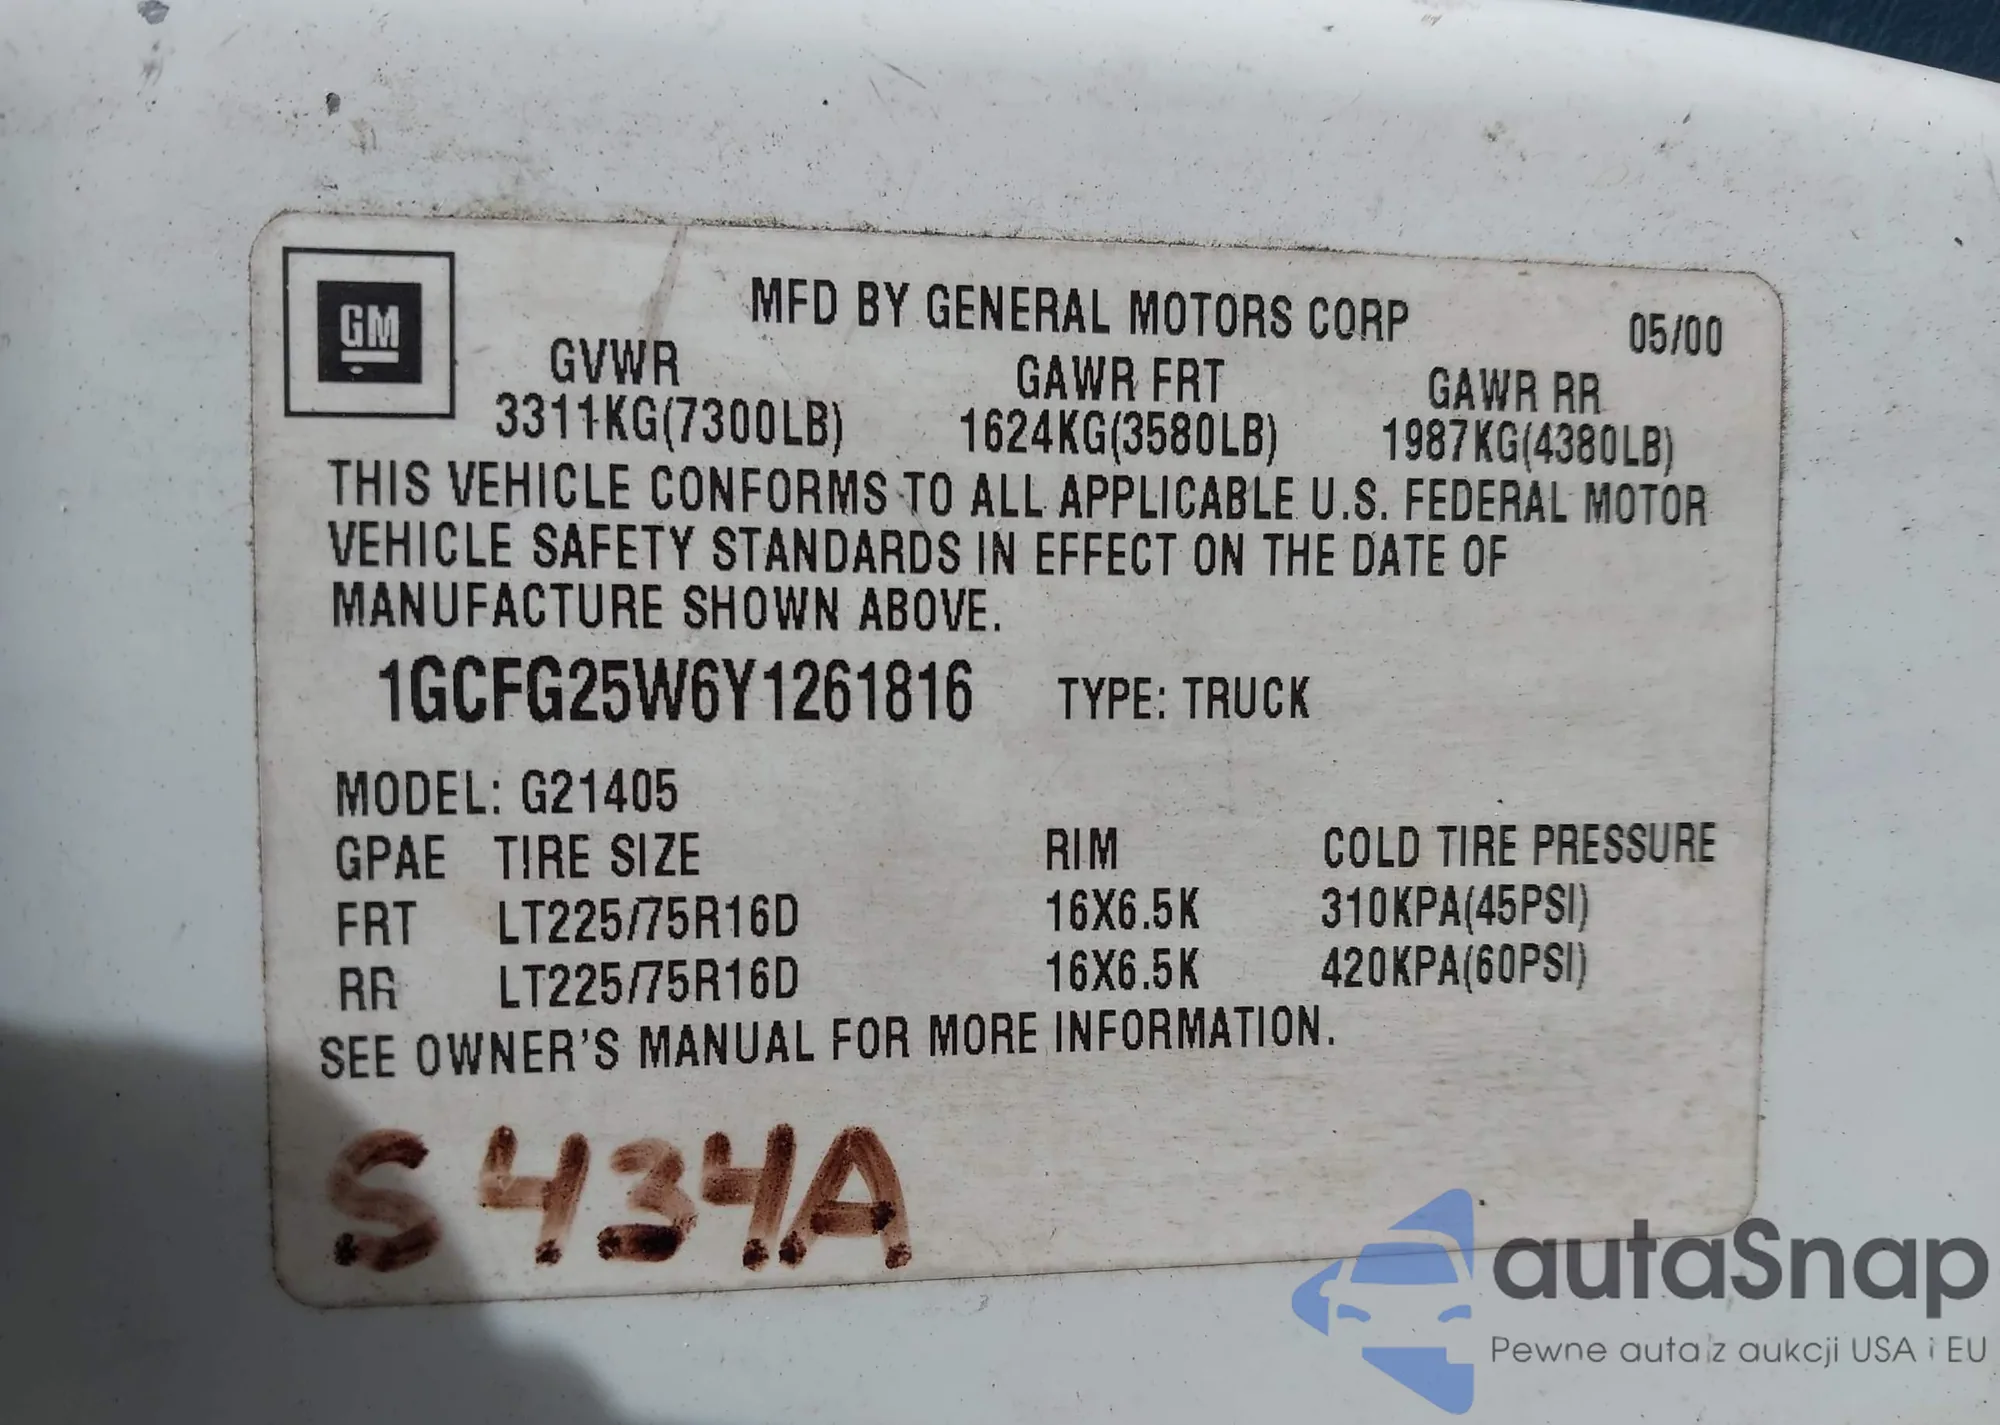 GM
MFD BY GENERAL MOTORS CORP 05/00
GVWR GAWR FRT GAWR RR
3311KG(7300LB) 1624KG(3580LB) 1987KG(4380LB)
THIS VEHICLE CONFORMS TO ALL APPLICABLE U.S. FEDERAL MOTOR
VEHICLE SAFETY STANDARDS IN EFFECT ON THE DATE OF
MANUFACTURE SHOWN ABOVE.
1GCFG25W6Y1261816 TYPE: TRUCK
MODEL: G21405
GPAE TIRE SIZE RIM COLD TIRE PRESSURE
FRT LT225/75R16D 16X6.5K 310KPA(45PSI)
RR LT225/75R16D 16X6.5K 420KPA(60PSI)
SEE OWNER'S MANUAL FOR MORE INFORMATION.
S434A
autaSnap
Pewne auta z aukcji USA i EU